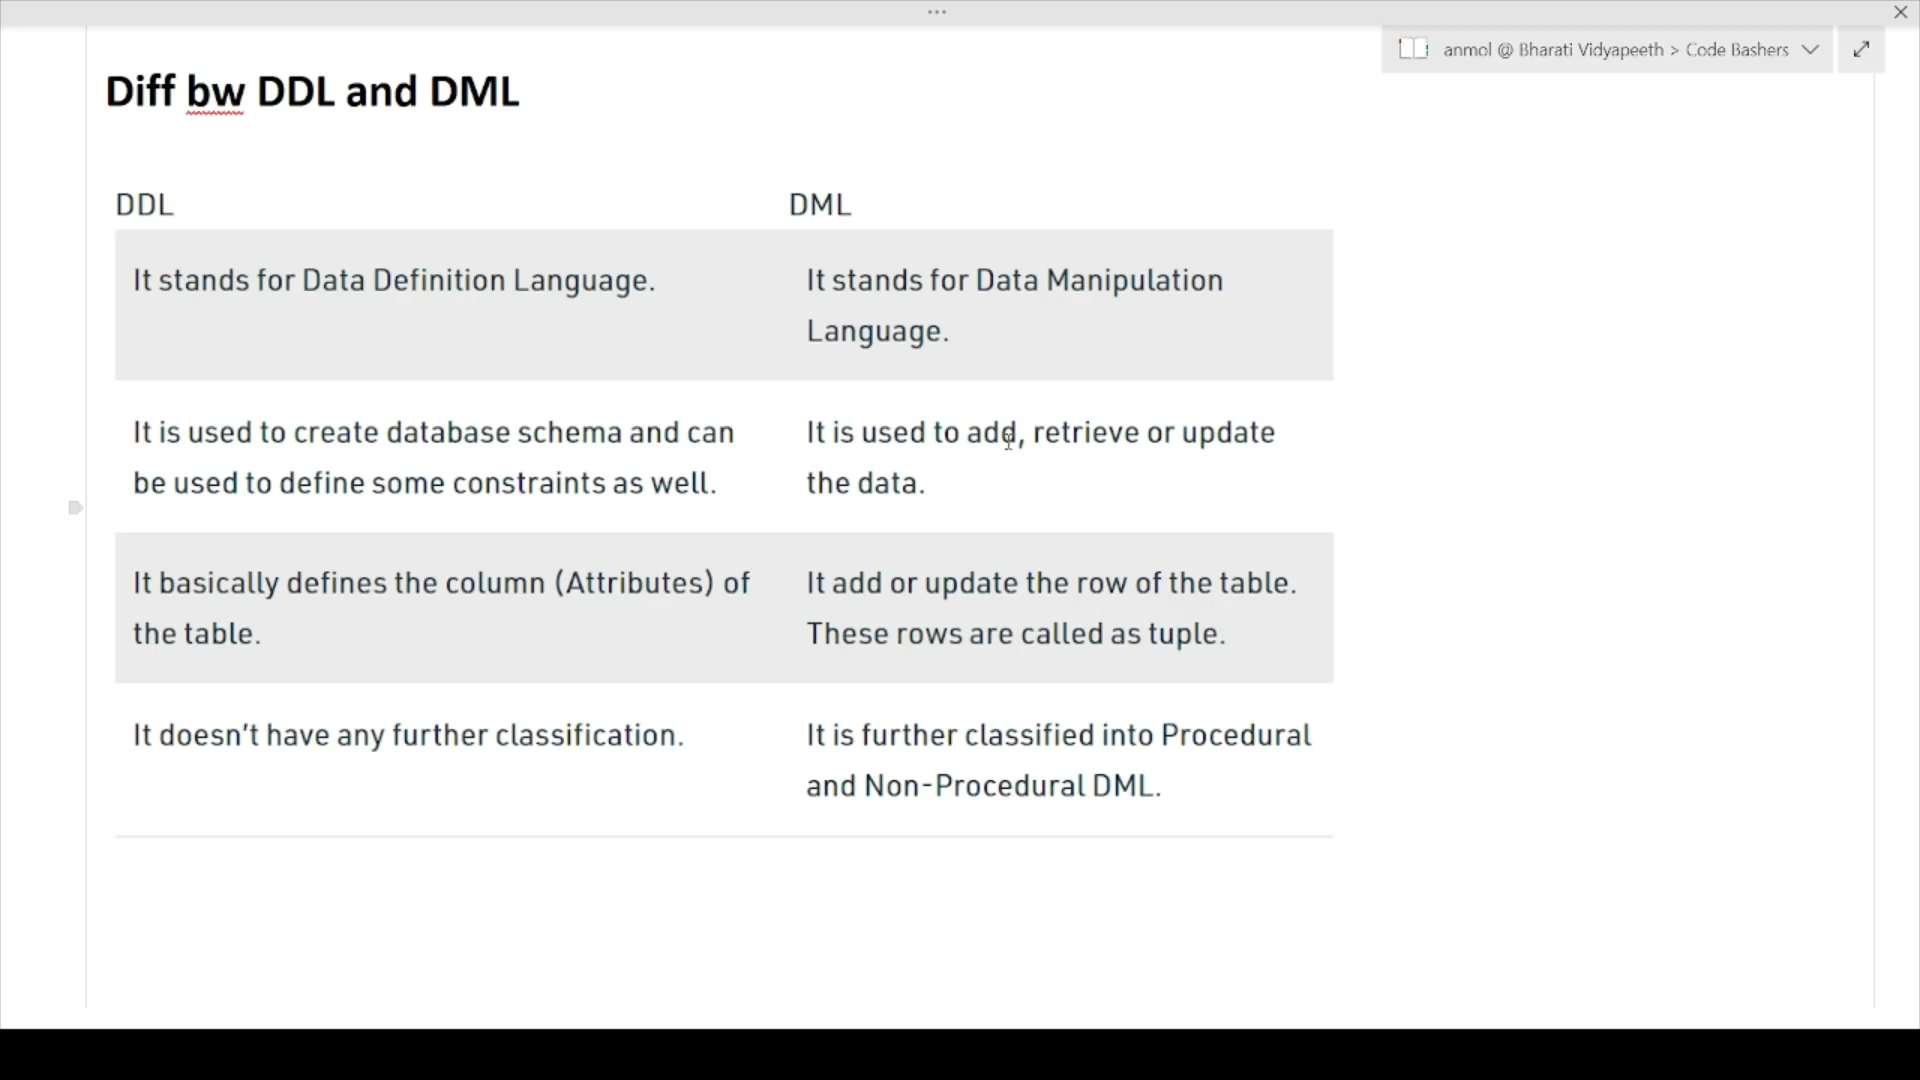 anmol @ Bharati Vidyapeeth > Code Bashers
Diff bw DDL and DML
DDL DML
It stands for Data Definition Language.
It stands for Data Manipulation
Language.
It is used to create database schema and can
be used to define some constraints as well.
It is used to add, retrieve or update
the data.
It basically defines the column (Attributes) of
the table.
It add or update the row of the table.
These rows are called as tuple.
It doesn't have any further classification.
It is further classified into Procedural
and Non-Procedural DML.